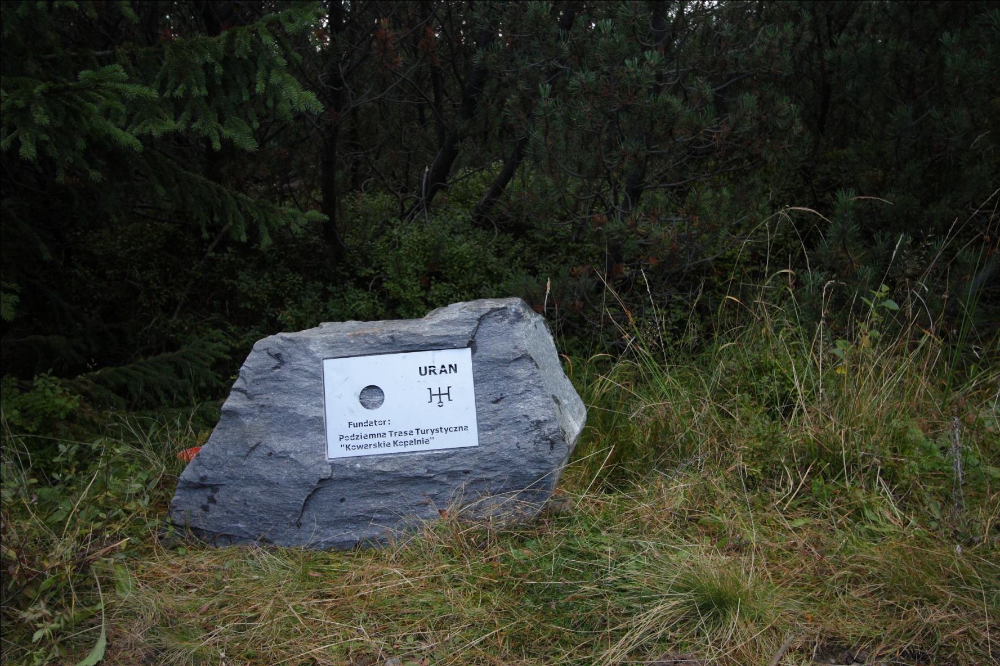 URAN
Fundator:
Podziemna Trasa Turystyczna
"Kowarskie Kopalnie"